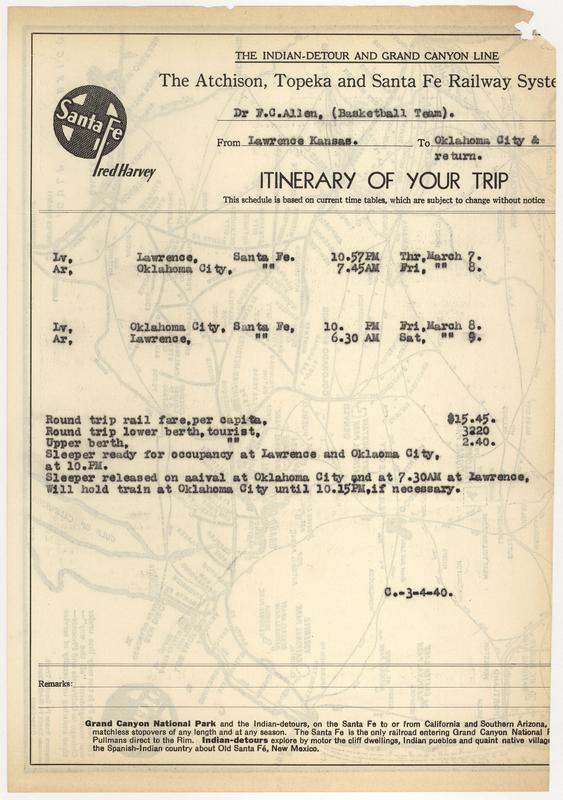 THE INDIAN-DETOUR AND GRAND CANYON LINE
The Atchison, Topeka and Santa Fe Railway Syste
Santa Fe
Fred Harvey
Dr F.C.Allen, (Basketball Team).
From Lawrence Kansas. To Oklahoma City &
return.
ITINERARY OF YOUR TRIP
This schedule is based on current time tables, which are subject to change without notice
Lv, Lawrence, Santa Fe. 10.57PM Thr,March 7.
Ar, Oklahoma City, "" 7.45AM Fri, "" 8.
Lv, Oklahoma City, Santa Fe, 10. PM Fri,March 8.
Ar, Lawrence, "" 6.30 AM Sat, "" 9.
Round trip rail fare,per capita, $15.45.
Round trip lower berth,tourist, 3220
Upper berth, "" 2.40.
Sleeper ready for occupancy at Lawrence and Oklaoma City,
at 10.PM.
Sleeper released on aaival at Oklahoma City and at 7.30AM at Lawrence,
Will hold train at Oklahoma City until 10.15PM,if necessary.
C.-3-4-40.
Remarks:
Grand Canyon National Park and the Indian-detours, on the Santa Fe to or from California and Southern Arizona,
matchless stopovers of any length and at any season. The Santa Fe is the only railroad entering Grand Canyon National P
Pullmans direct to the Rim. Indian-detours explore by motor the cliff dwellings, Indian pueblos and quaint native villag
the Spanish-Indian country about Old Santa Fé, New Mexico.